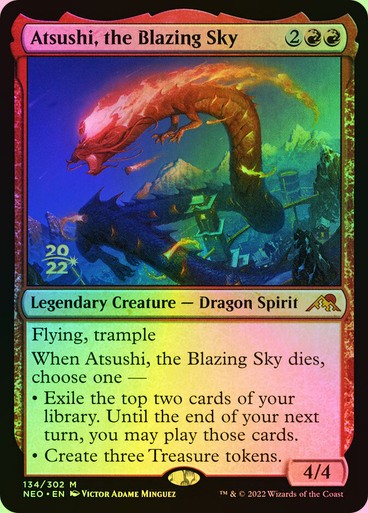 Atsushi, the Blazing Sky 2
20
22
Legendary Creature — Dragon Spirit
Flying, trample
When Atsushi, the Blazing Sky dies,
choose one —
• Exile the top two cards of your
library. Until the end of your next
turn, you may play those cards.
• Create three Treasure tokens.
4/4
134/302 M
NEO • EN Victor Adame Minguez
™ & © 2022 Wizards of the Coast